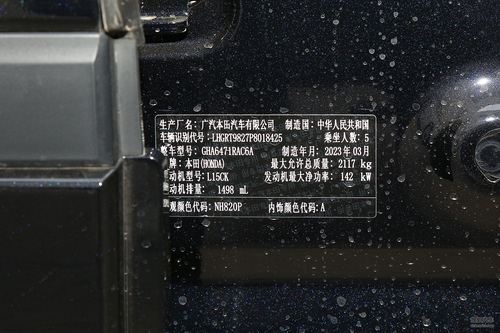 生产厂名：广汽本田汽车有限公司 制造国：中华人民共和国
车辆识别代号：LHGRT9827P8018425 乘坐人数：5
整车型号：GHA6471RAC6A 制造年月：2023年03月
牌：本田(HONDA) 最大允许总质量：2117 kg
动机型号：L15CK 发动机最大净功率：142 kW
动机排量：1498 mL
观颜色代码：NH820P 内饰颜色代码：A